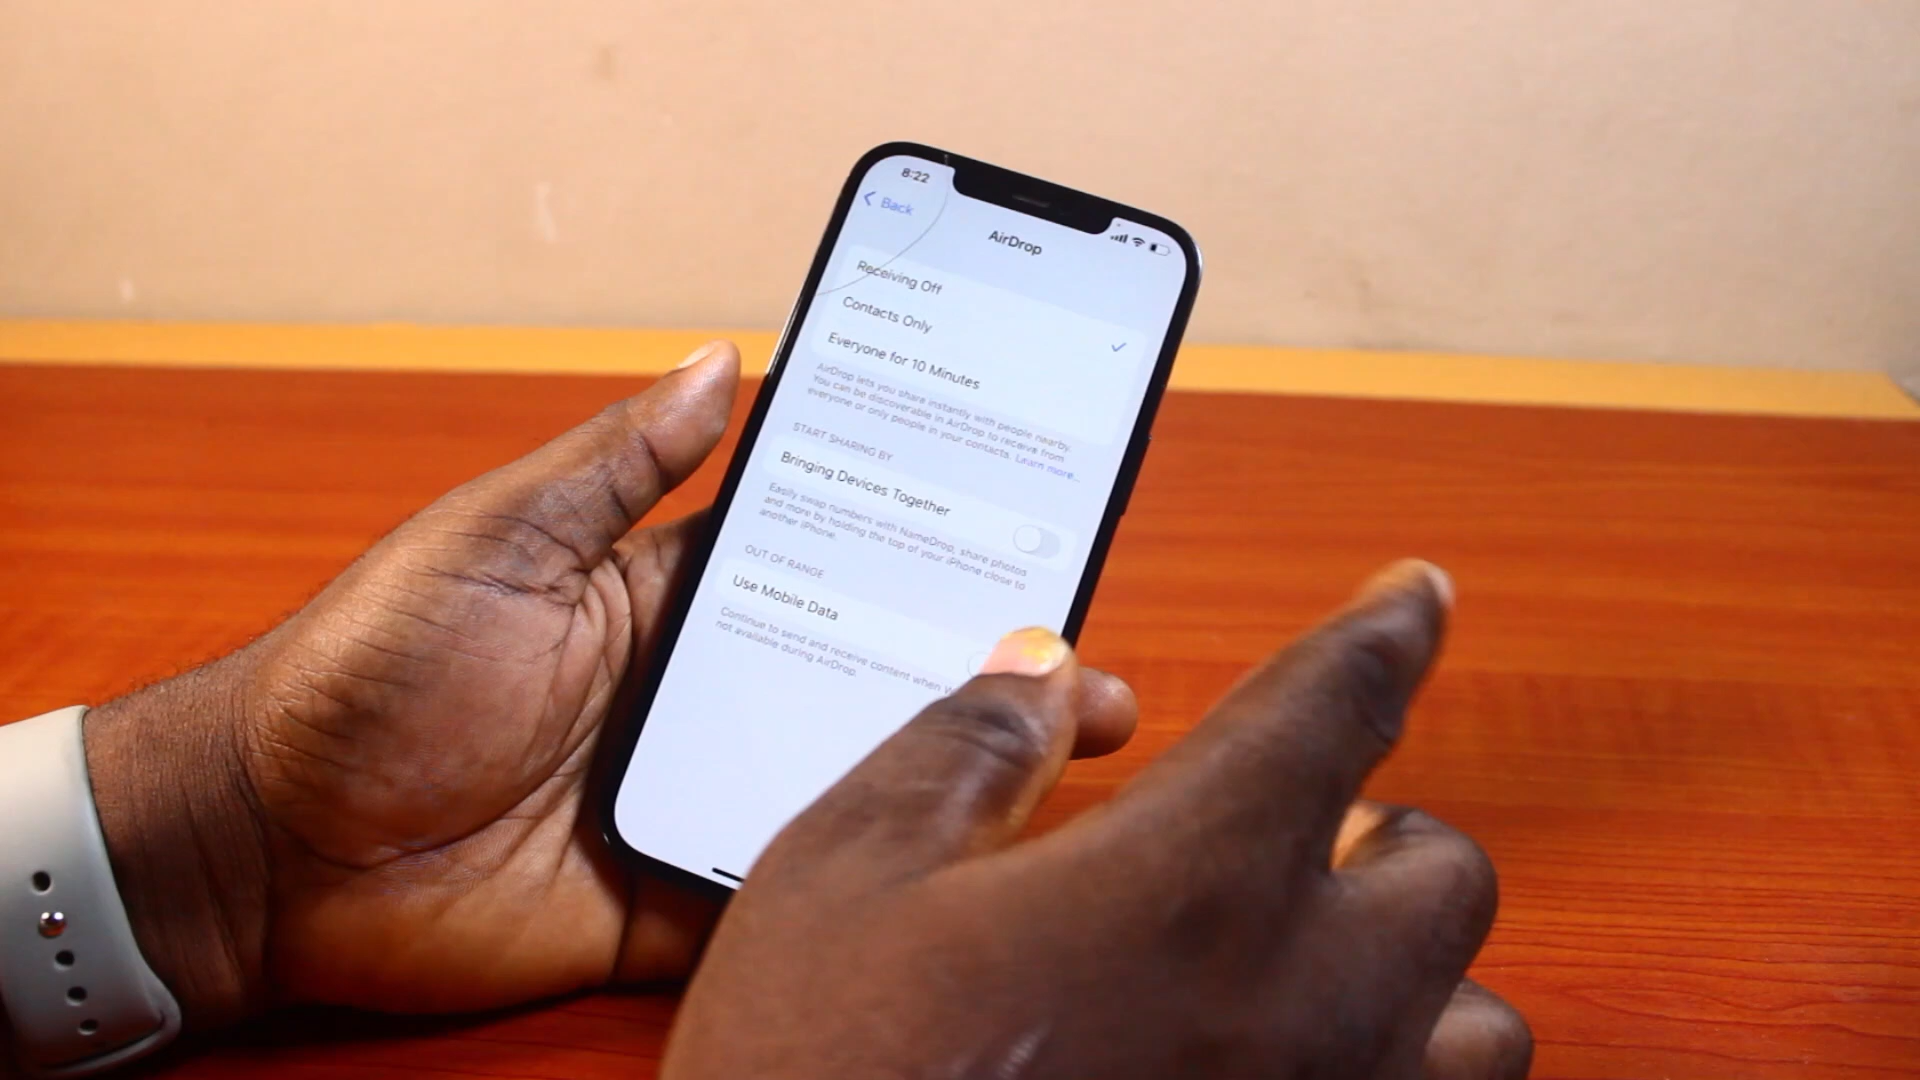 8:22
Back
AirDrop
Receiving Off
Contacts Only
Everyone for 10 Minutes
AirDrop lets you share instantly with people nearby.
You can be discoverable in AirDrop to receive from
everyone or only people in your contacts. Learn more...
START SHARING BY
Bringing Devices Together
Easily swap numbers with NameDrop, share photos
and more by holding the top of your iPhone close to
another iPhone.
OUT OF RANGE
Use Mobile Data
Continue to send and receive content when
not available during AirDrop.